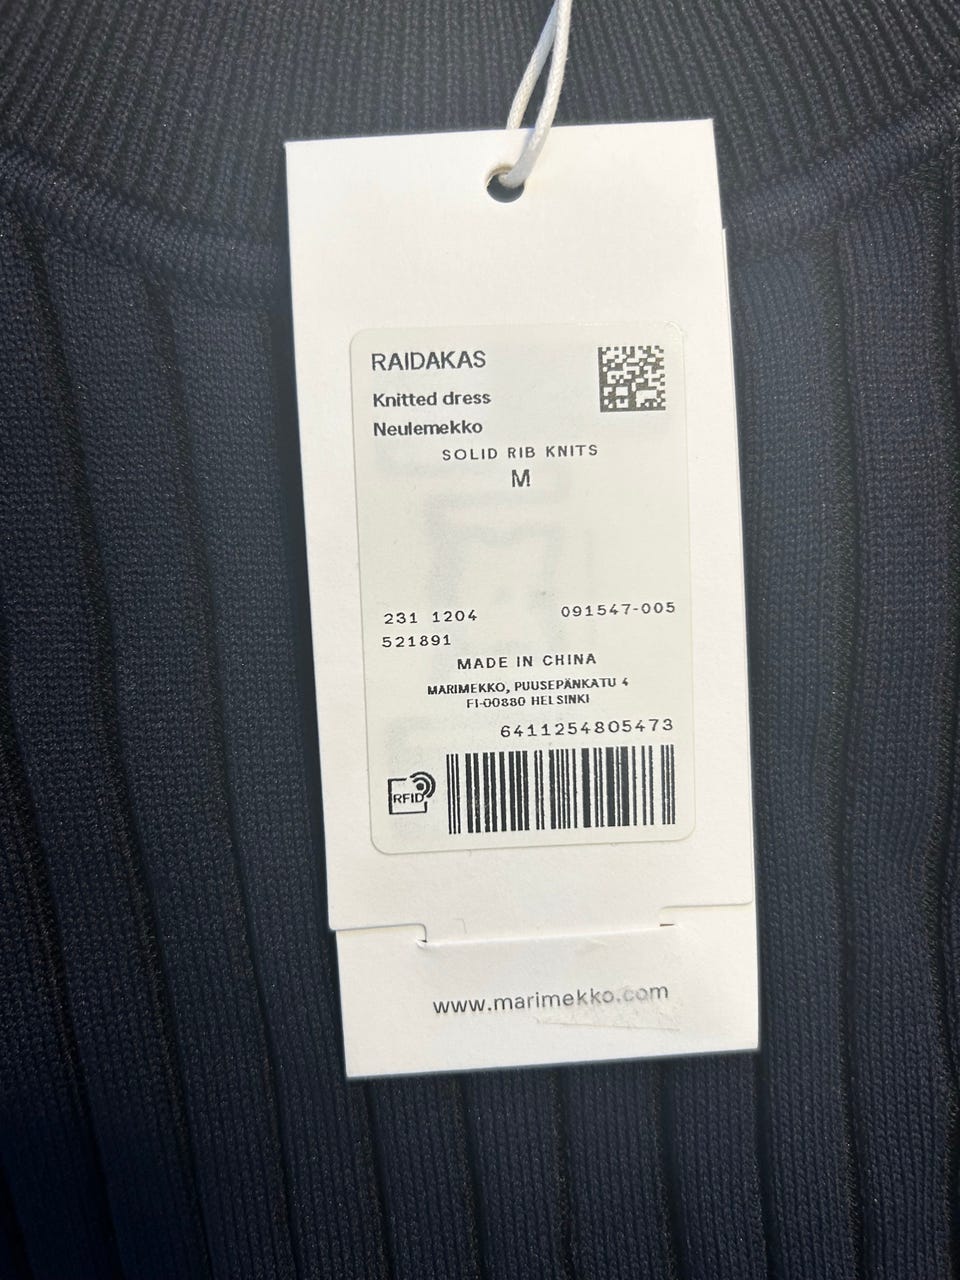 RAIDAKAS
Knitted dress
Neulemekko
SOLID RIB KNITS
M
231 1204 091547-005
521891
MADE IN CHINA
MARIMEKKO, PUUSEPÄNKATU 4
FI-00880 HELSINKI
6411254805473
RFID
www.marimekko.com